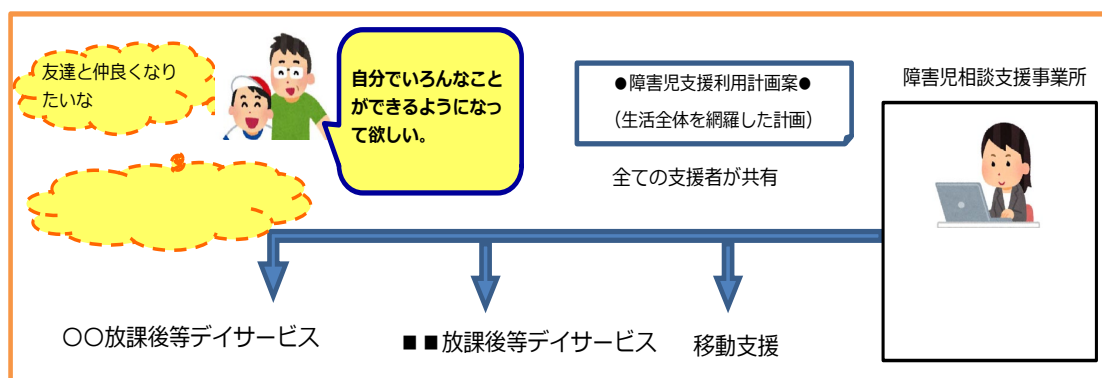 友達と仲良くなり
たいな
自分でいろんなこと
ができるようになっ
て欲しい。
●障害児支援利用計画案●
(生活全体を網羅した計画)
全ての支援者が共有
障害児相談支援事業所
〇〇放課後等デイサービス
■■放課後等デイサービス
移動支援